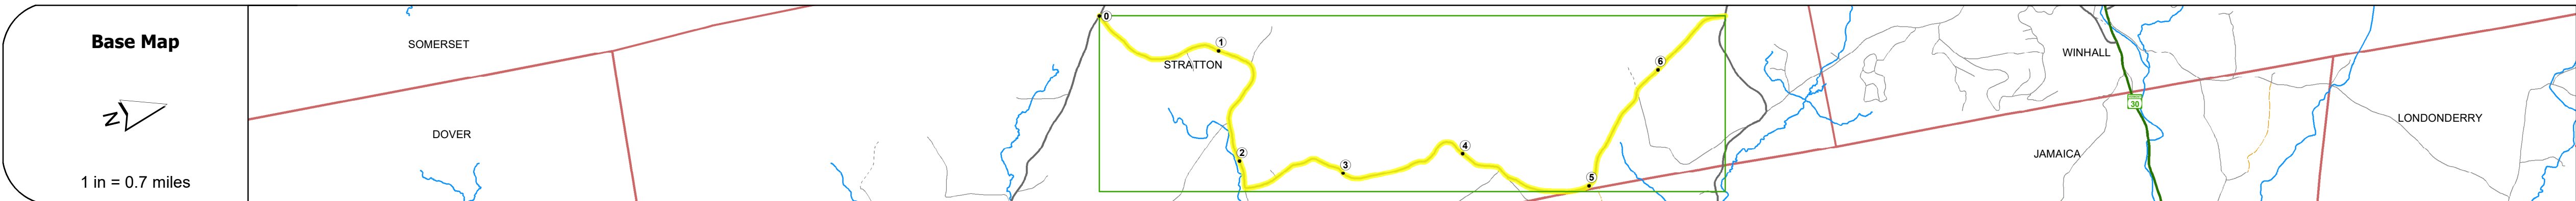 Base Map
N
1 in = 0.7 miles
SOMERSET
DOVER
0
1
STRATTON
2
3
4
5
6
WINHALL
30
JAMAICA
LONDONDERRY